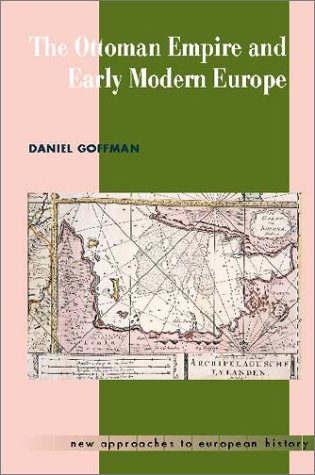 The Ottoman Empire and
Early Modern Europe
DANIEL GOFFMAN
ARCHIPELAGUSCHE
EYLANDEN
new approaches to european history